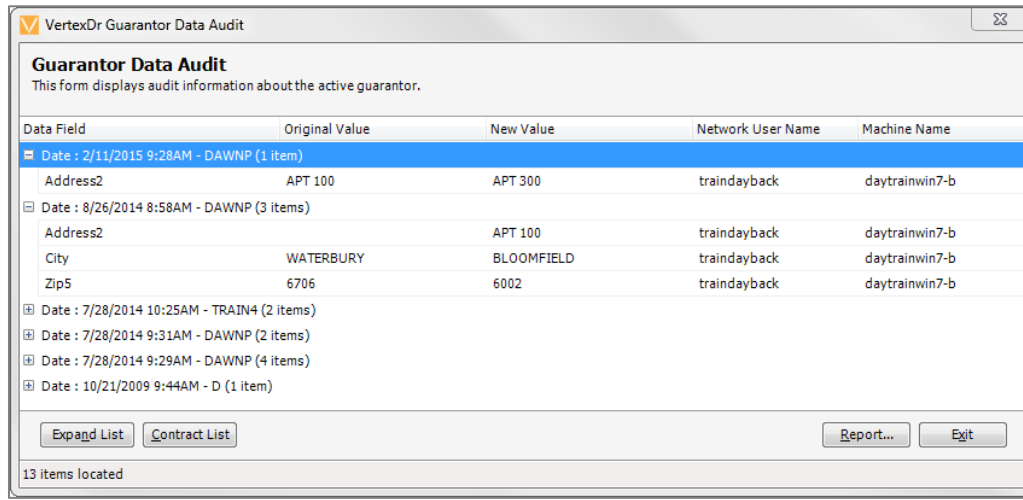 VertexDr Guarantor Data Audit
Guarantor Data Audit
This form displays audit information about the active guarantor.
Data Field Original Value New Value Network User Name Machine Name
Date : 2/11/2015 9:28AM - DAWNP (1 item)
Address2 APT 100 APT 300 traindayback daytrainwin7-b
Date : 8/26/2014 8:58AM - DAWNP (3 items)
Address2 APT 100 traindayback daytrainwin7-b
City WATERBURY BLOOMFIELD traindayback daytrainwin7-b
Zip5 6706 6002 traindayback daytrainwin7-b
Date : 7/28/2014 10:25AM - TRAIN4 (2 items)
Date : 7/28/2014 9:31AM - DAWNP (2 items)
Date : 7/28/2014 9:29AM - DAWNP (4 items)
Date : 10/21/2009 9:44AM - D (1 item)
Expand List Contract List Report... Exit
13 items located